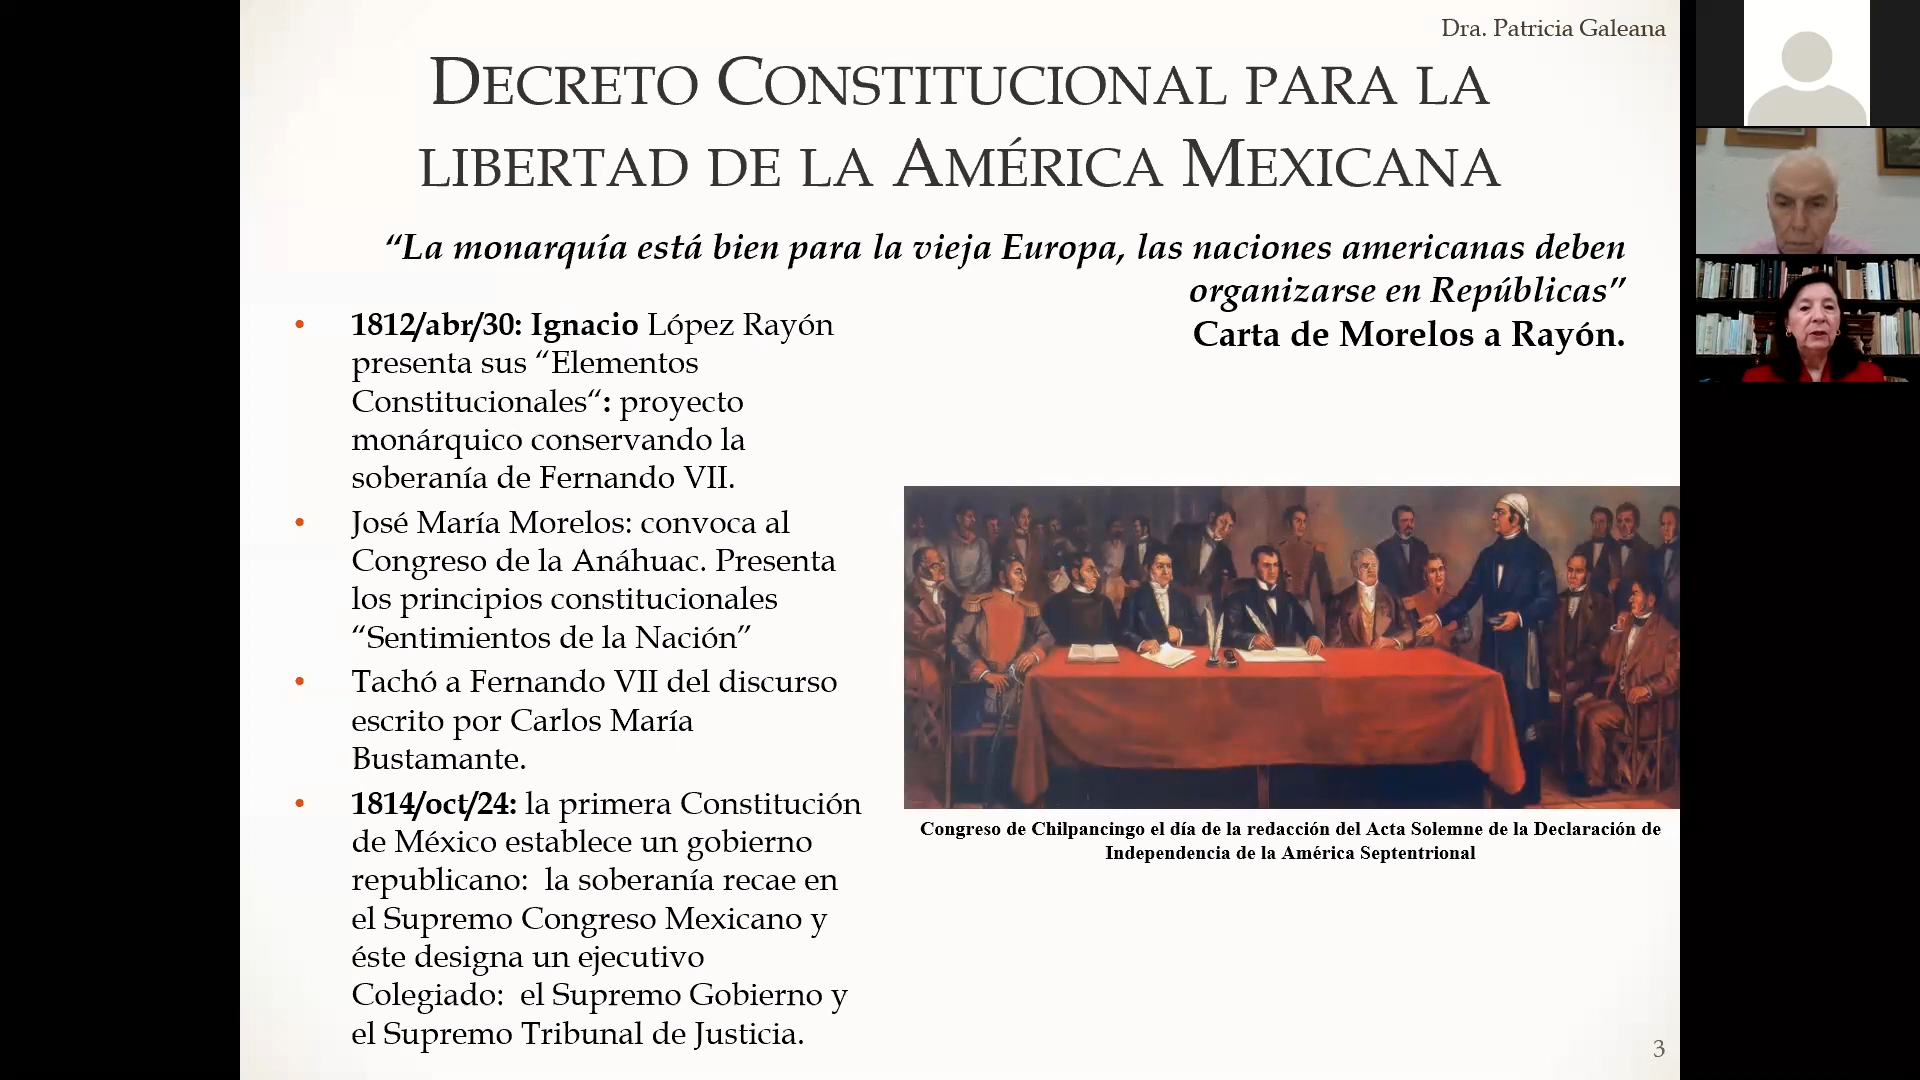 Dra. Patricia Galeana
DECRETO CONSTITUCIONAL PARA LA
LIBERTAD DE LA AMÉRICA MEXICANA
“La monarquía está bien para la vieja Europa, las naciones americanas deben
organizarse en Repúblicas”
Carta de Morelos a Rayón.
• 1812/abr/30: Ignacio López Rayón
presenta sus “Elementos
Constitucionales“: proyecto
monárquico conservando la
soberanía de Fernando VII.
• José María Morelos: convoca al
Congreso de la Anáhuac. Presenta
los principios constitucionales
“Sentimientos de la Nación”
• Tachó a Fernando VII del discurso
escrito por Carlos María
Bustamante.
• 1814/oct/24: la primera Constitución
de México establece un gobierno
republicano: la soberanía recae en
el Supremo Congreso Mexicano y
éste designa un ejecutivo
Colegiado: el Supremo Gobierno y
el Supremo Tribunal de Justicia.
Congreso de Chilpancingo el día de la redacción del Acta Solemne de la Declaración de
Independencia de la América Septentrional
3